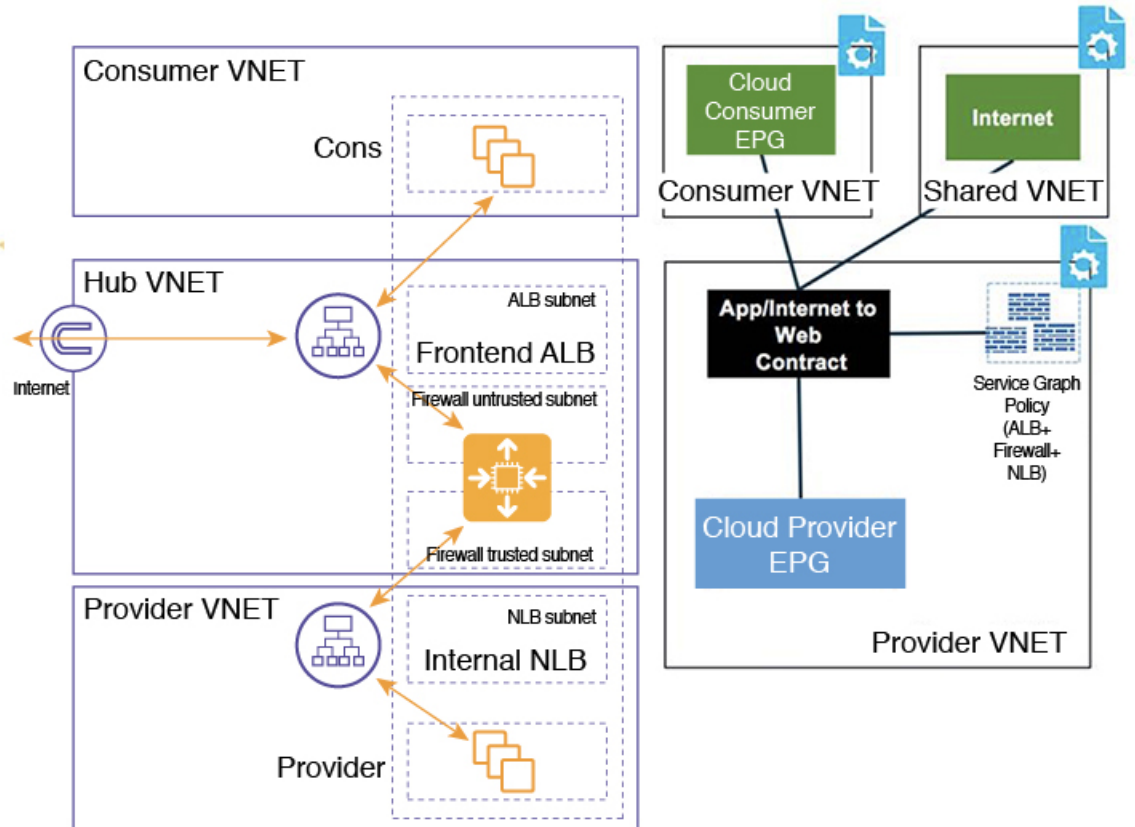 Consumer VNET
Cons
Hub VNET
ALB subnet
Frontend ALB
Internet
Firewall untrusted subnet
Firewall trusted subnet
Provider VNET
NLB subnet
Internal NLB
Provider
Cloud
Consumer
EPG
Consumer VNET
Internet
Shared VNET
App/Internet to
Web
Contract
Service Graph
Policy
(ALB+
Firewall+
NLB)
Cloud Provider
EPG
Provider VNET